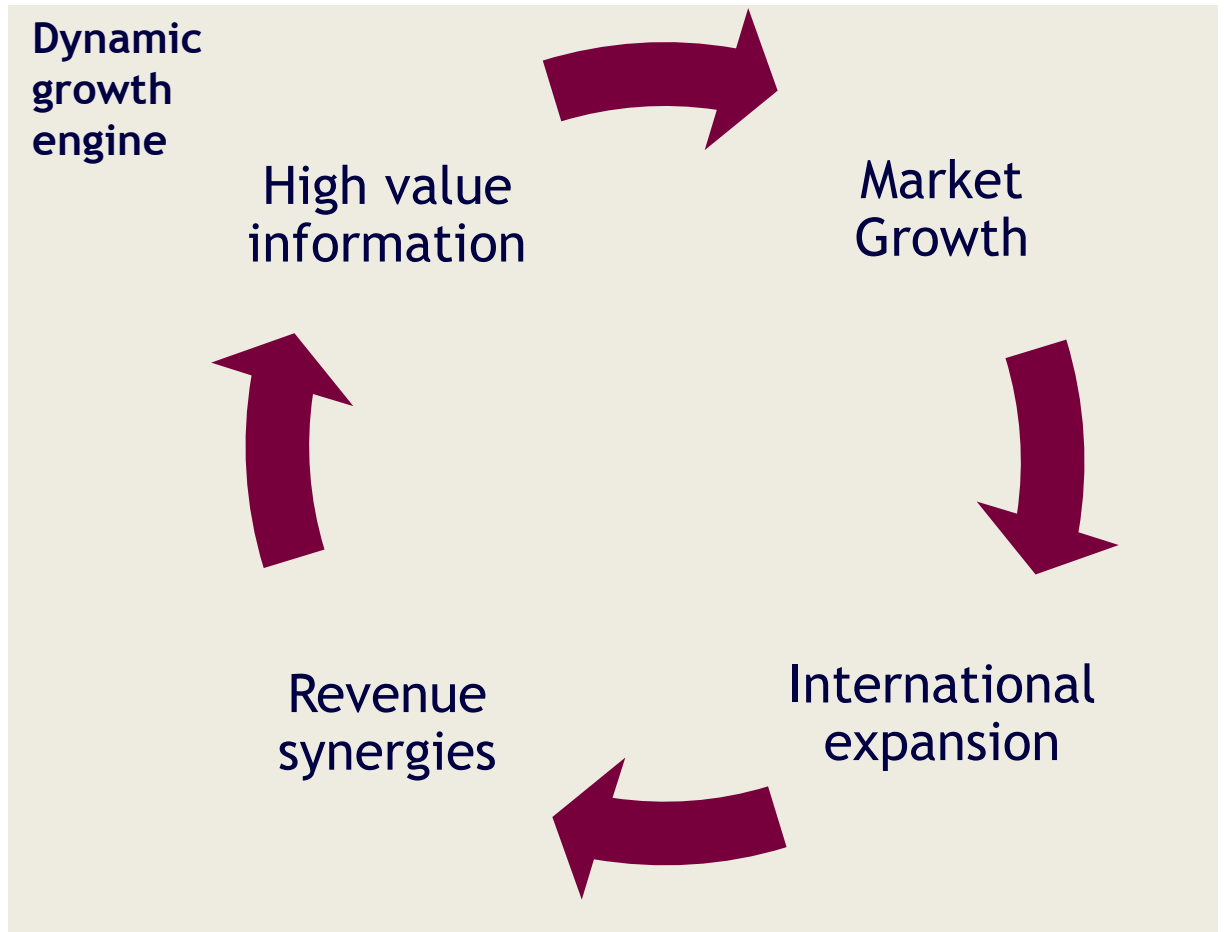 Dynamic
growth
engine
High value
information
Market
Growth
International
expansion
Revenue
synergies